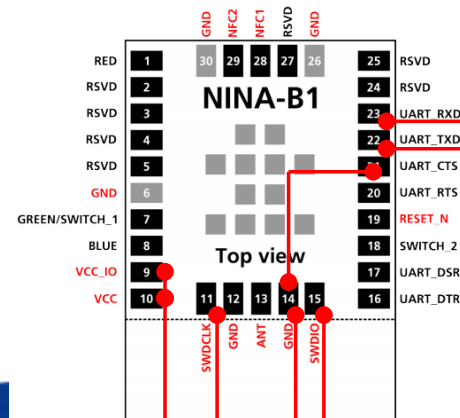 GND NFC2 NFC1 RSVD GND
30 29 28 27 26
RED 1 25 RSVD
RSVD 2 NINA-B1 24 RSVD
RSVD 3 23 UART_RXD
RSVD 4 22 UART_TXD
RSVD 5 UART_CTS
GND 6 20 UART_RTS
GREEN/SWITCH_1 7 19 RESET_N
BLUE 8 18 SWITCH_2
VCC_IO 9 Top view 17 UART_DSR
VCC 10 16 UART_DTR
11 12 13 14 15
SWDCLK GND ANT GND SWDIO